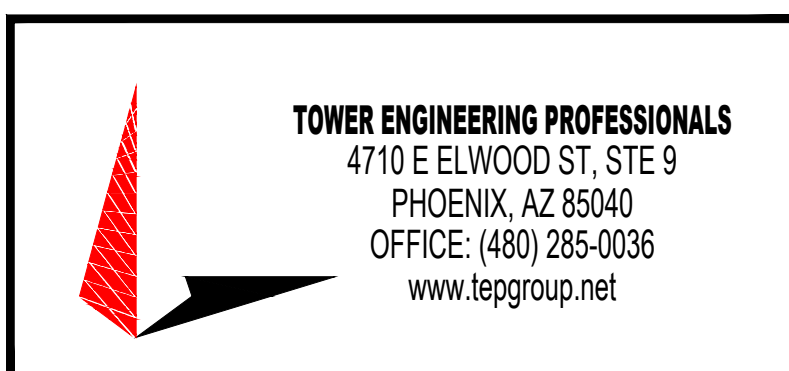 TOWER ENGINEERING PROFESSIONALS
4710 E ELWOOD ST, STE 9
PHOENIX, AZ 85040
OFFICE: (480) 285-0036
www.tepgroup.net